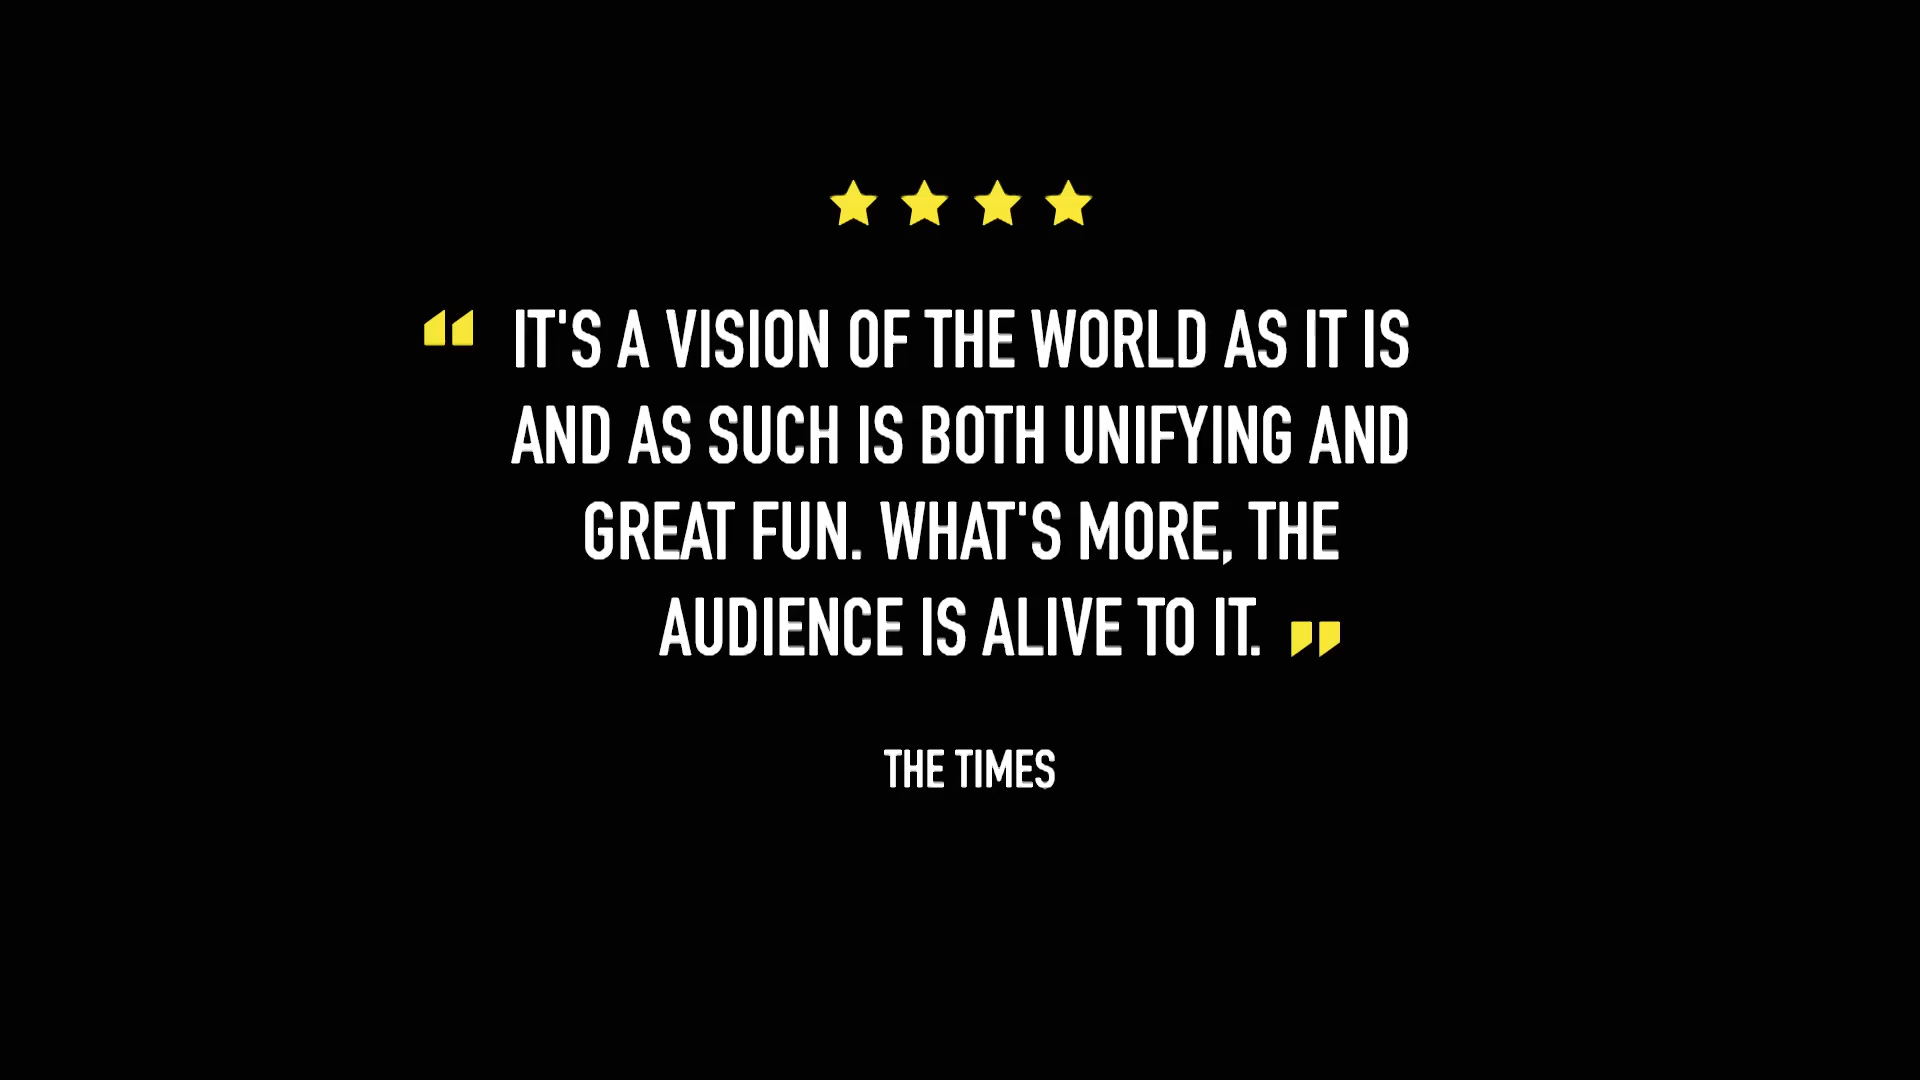 ★ ★ ★ ★
“ IT'S A VISION OF THE WORLD AS IT IS
AND AS SUCH IS BOTH UNIFYING AND
GREAT FUN. WHAT'S MORE, THE
AUDIENCE IS ALIVE TO IT. ”
THE TIMES